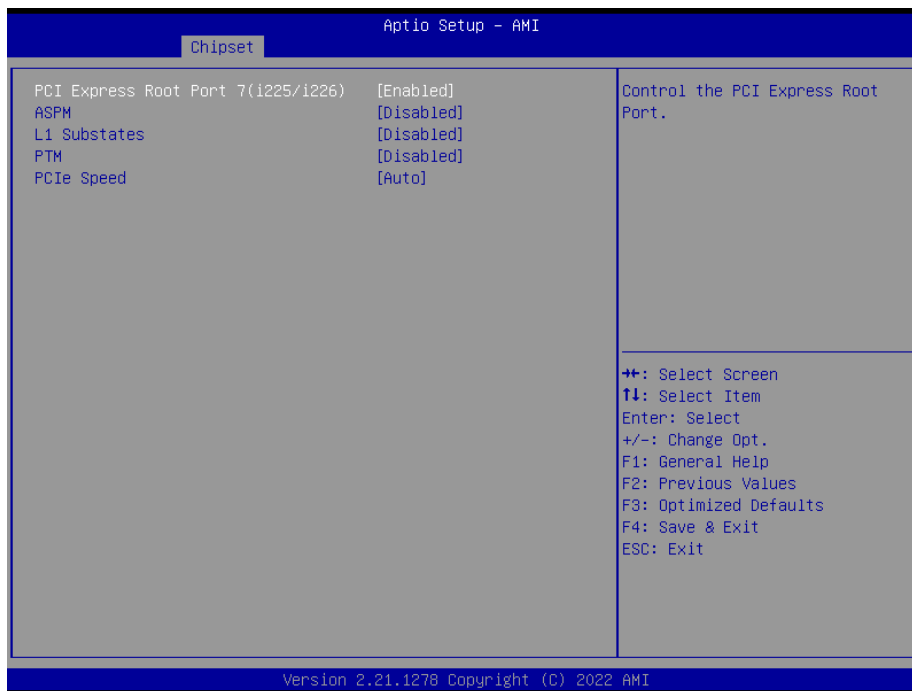 Aptio Setup – AMI
Chipset
PCI Express Root Port 7(i225/i226) [Enabled]
ASPM [Disabled]
L1 Substates [Disabled]
PTM [Disabled]
PCIe Speed [Auto]
Control the PCI Express Root
Port.
→←: Select Screen
↑↓: Select Item
Enter: Select
+/-: Change Opt.
F1: General Help
F2: Previous Values
F3: Optimized Defaults
F4: Save & Exit
ESC: Exit
Version 2.21.1278 Copyright (C) 2022 AMI